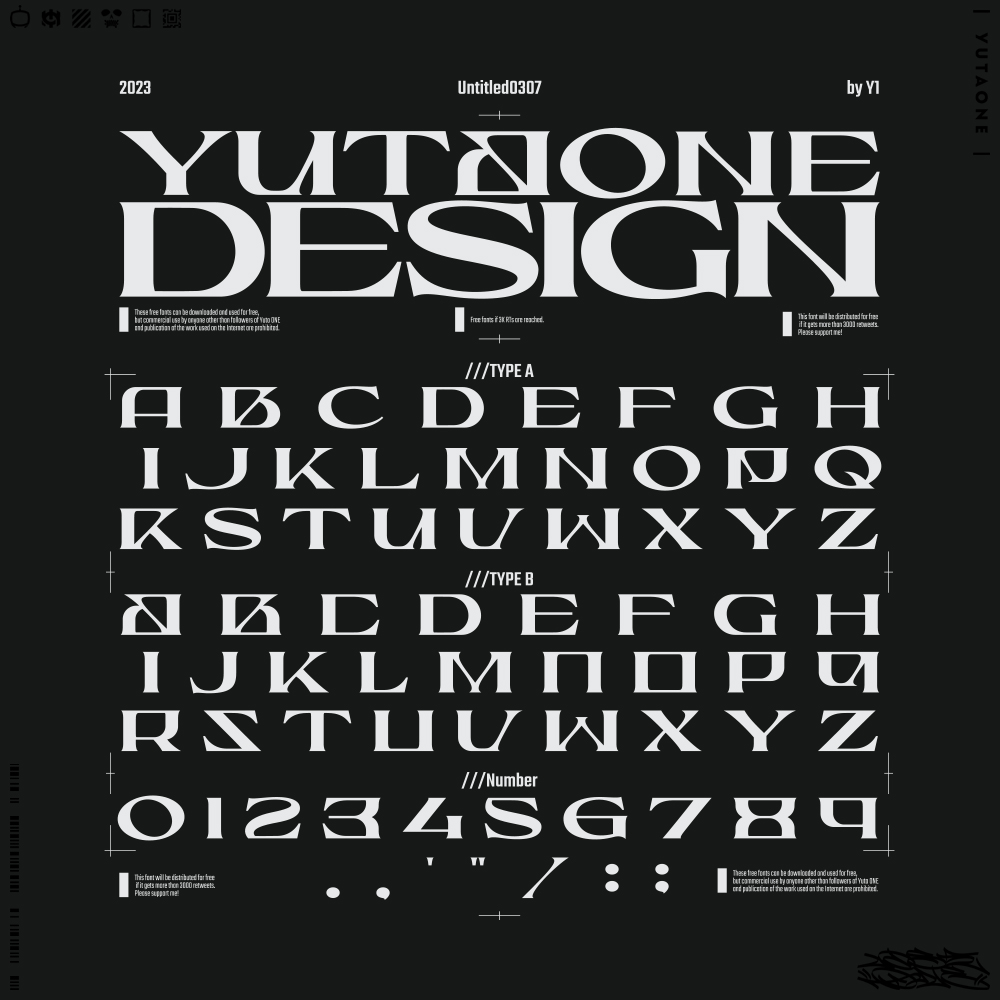 YUTAONE
2023 Untitled0307 by Y1
YUTAONE
DESIGN
These free fonts can be downloaded and used for free,
but commercial use by anyone other than followers of Yuta ONE
and publication of the work used on the Internet are prohibited.
Free fonts if 3K RTs are reached.
This font will be distributed for free
if it gets more than 3000 retweets.
Please support me!
///TYPE A
A B C D E F G H
I J K L M N O P Q
R S T U U W X Y Z
///TYPE B
A B C D E F G H
I J K L M N O P Q
R S T U U W X Y Z
///Number
0 1 2 3 4 5 6 7 8 9
. , ' " / : ;
This font will be distributed for free
if it gets more than 3000 retweets.
Please support me!
These free fonts can be downloaded and used for free,
but commercial use by anyone other than followers of Yuta ONE
and publication of the work used on the Internet are prohibited.